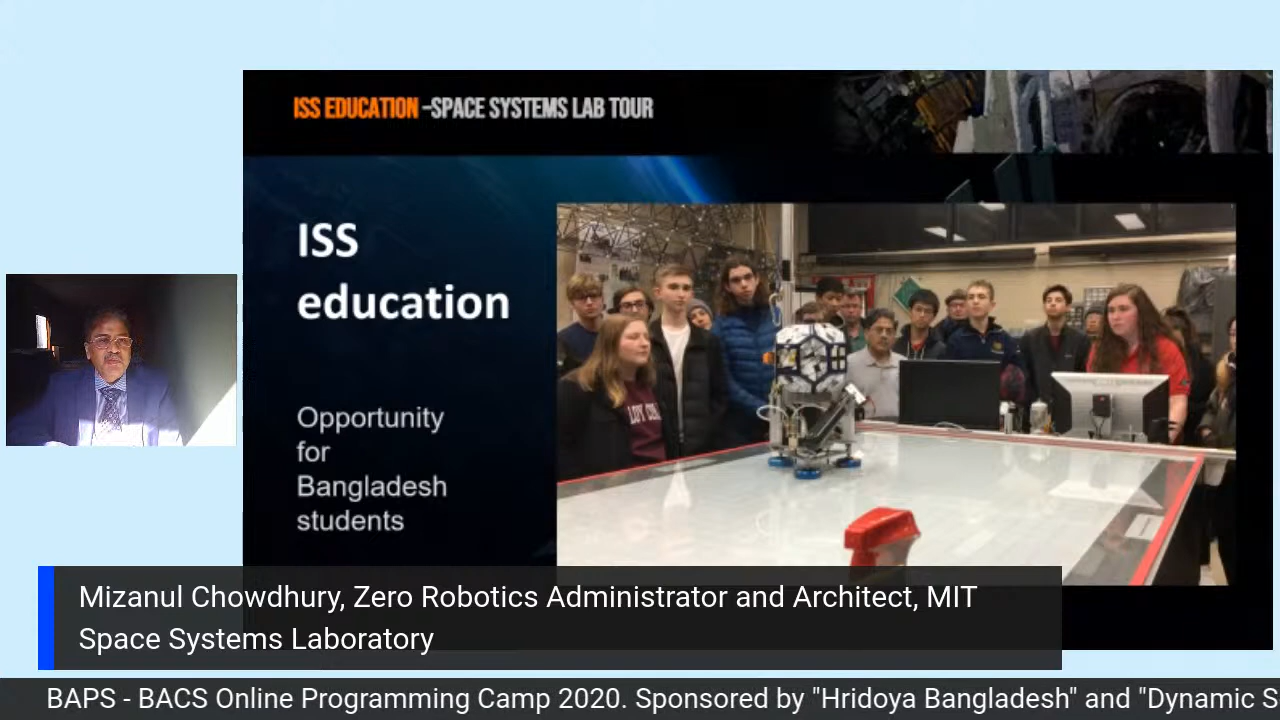 ISS EDUCATION –SPACE SYSTEMS LAB TOUR
ISS
education
Opportunity
for
Bangladesh
students
Mizanul Chowdhury, Zero Robotics Administrator and Architect, MIT
Space Systems Laboratory
BAPS - BACS Online Programming Camp 2020. Sponsored by "Hridoya Bangladesh" and "Dynamic S